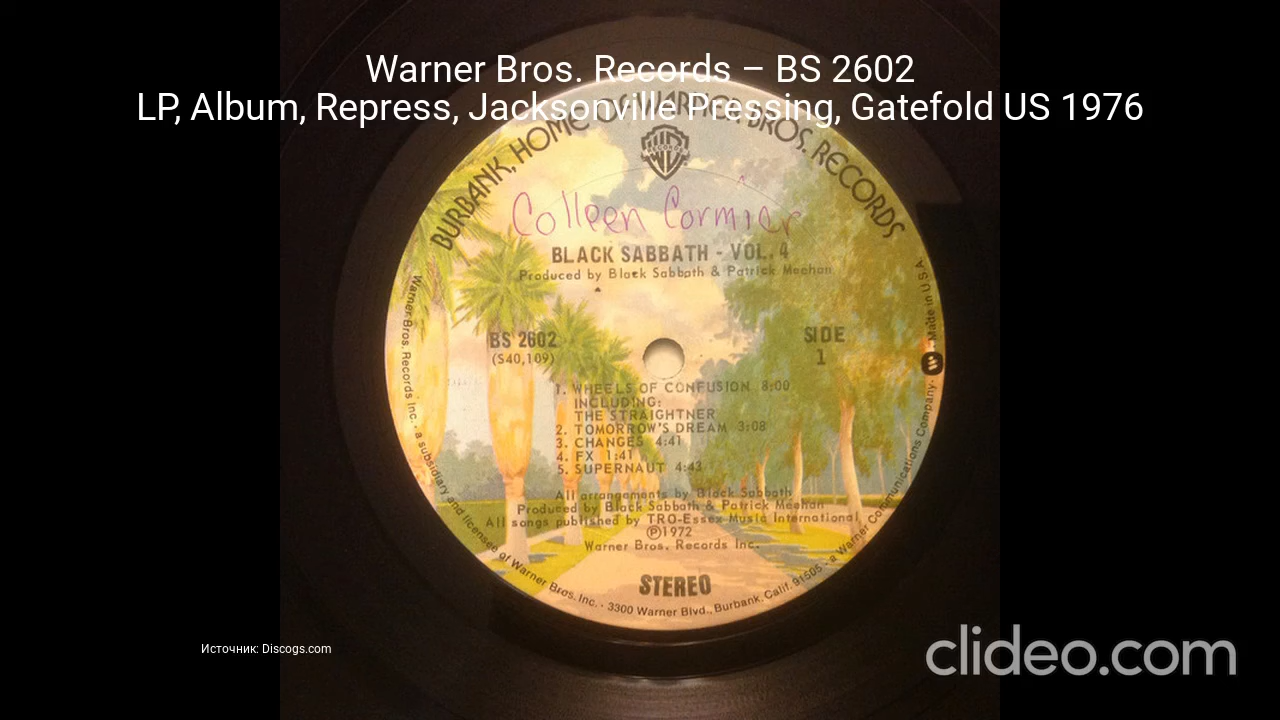 Warner Bros. Records – BS 2602
LP, Album, Repress, Jacksonville Pressing, Gatefold US 1976
BURBANK, HOME OF WARNER BROS. RECORDS
RECORDS
Colleen Cormier
BLACK SABBATH - VOL. 4
Produced by Black Sabbath & Patrick Meehan
BS 2602
(S40,109)
SIDE
1
1. WHEELS OF CONFUSION 8:00
INCLUDING:
THE STRAIGHTNER
2. TOMORROW'S DREAM 3:08
3. CHANGES 4:41
4. FX 1:41
5. SUPERNAUT 4:43
All arrangements by Black Sabbath
Produced by Black Sabbath & Patrick Meehan
All songs published by TRO-Essex Music International
Ⓟ1972
Warner Bros. Records Inc.
STEREO
Warner Bros. Records Inc. · a subsidiary and licensee of Warner Bros. Inc. · 3300 Warner Blvd., Burbank, Calif. 91505 · a Warner Communications Company · Made in U.S.A.
Источник: Discogs.com
clideo.com